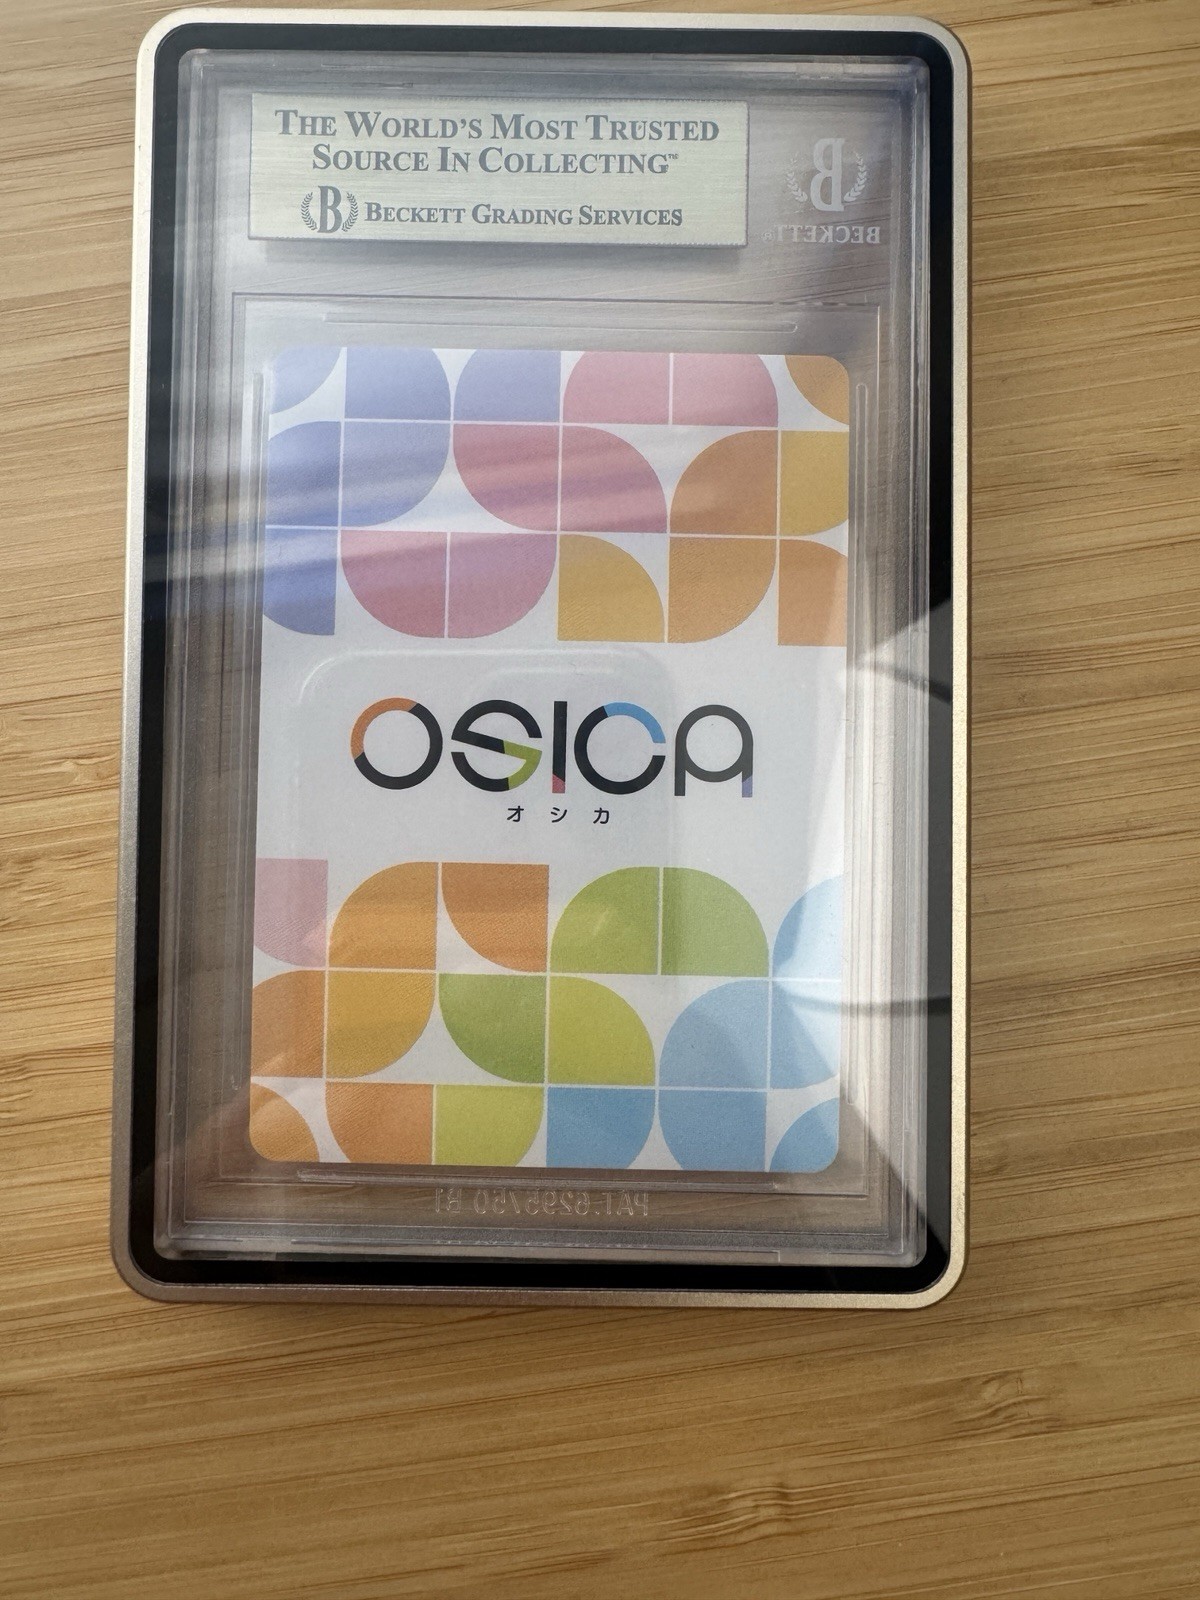 THE WORLD'S MOST TRUSTED
SOURCE IN COLLECTING™
B BECKETT GRADING SERVICES
B
BECKETT
OSICA
オシカ